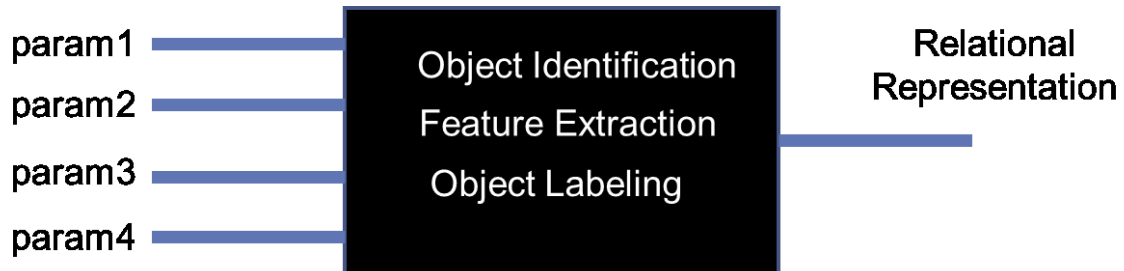 param1
param2
param3
param4
Object Identification
Feature Extraction
Object Labeling
Relational
Representation